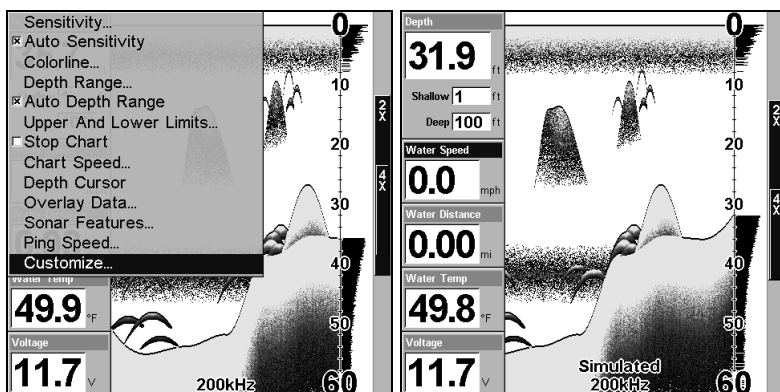 Sensitivity...
Auto Sensitivity
Colorline...
Depth Range...
Auto Depth Range
Upper And Lower Limits...
Stop Chart
Chart Speed...
Depth Cursor
Overlay Data...
Sonar Features...
Ping Speed...
Customize...
Water Temp
49.9 °F
Voltage
11.7 V
0
10
20
30
40
50
60
2X
4X
200kHz
Depth
31.9 ft
Shallow 1 ft
Deep 100 ft
Water Speed
0.0 mph
Water Distance
0.00 mi
Water Temp
49.8 °F
Voltage
11.7 V
0
10
20
30
40
50
60
2X
4X
Simulated
200kHz